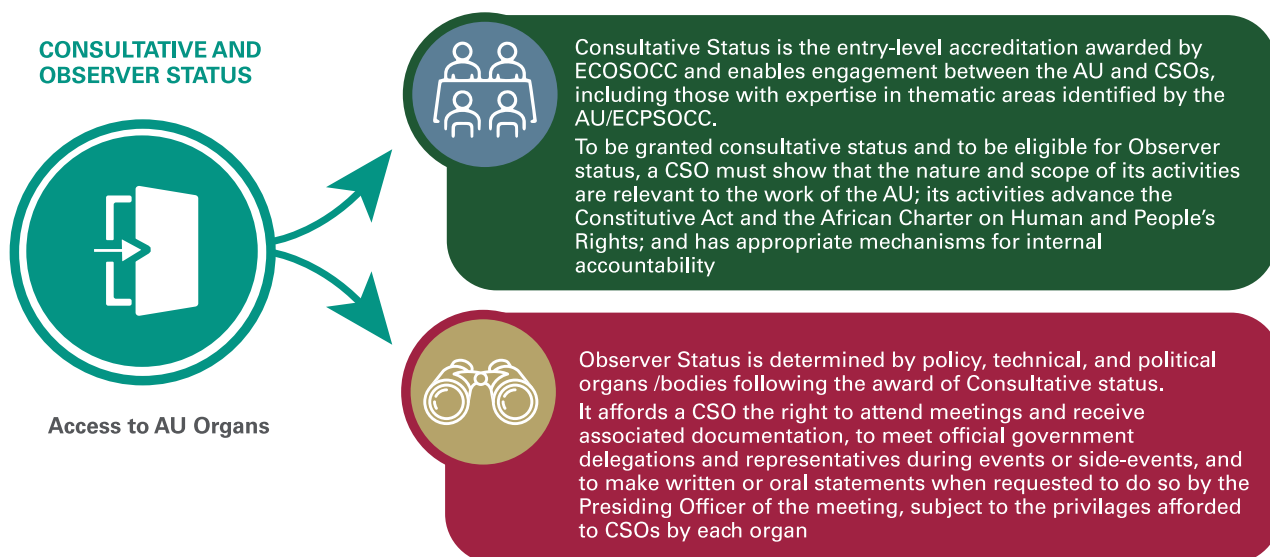 CONSULTATIVE AND
OBSERVER STATUS
Access to AU Organs
Consultative Status is the entry-level accreditation awarded by
ECOSOCC and enables engagement between the AU and CSOs,
including those with expertise in thematic areas identified by the
AU/ECPSOCC.
To be granted consultative status and to be eligible for Observer
status, a CSO must show that the nature and scope of its activities
are relevant to the work of the AU; its activities advance the
Constitutive Act and the African Charter on Human and People's
Rights; and has appropriate mechanisms for internal
accountability
Observer Status is determined by policy, technical, and political
organs /bodies following the award of Consultative status.
It affords a CSO the right to attend meetings and receive
associated documentation, to meet official government
delegations and representatives during events or side-events, and
to make written or oral statements when requested to do so by the
Presiding Officer of the meeting, subject to the privilages afforded
to CSOs by each organ